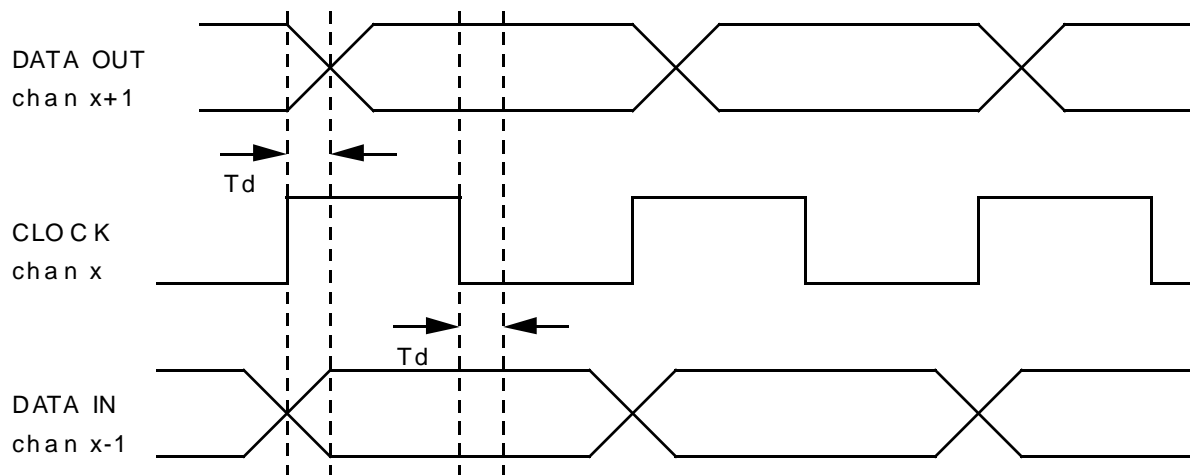 DATA OUT
chan x+1
Td
CLOCK
chan x
Td
DATA IN
chan x-1